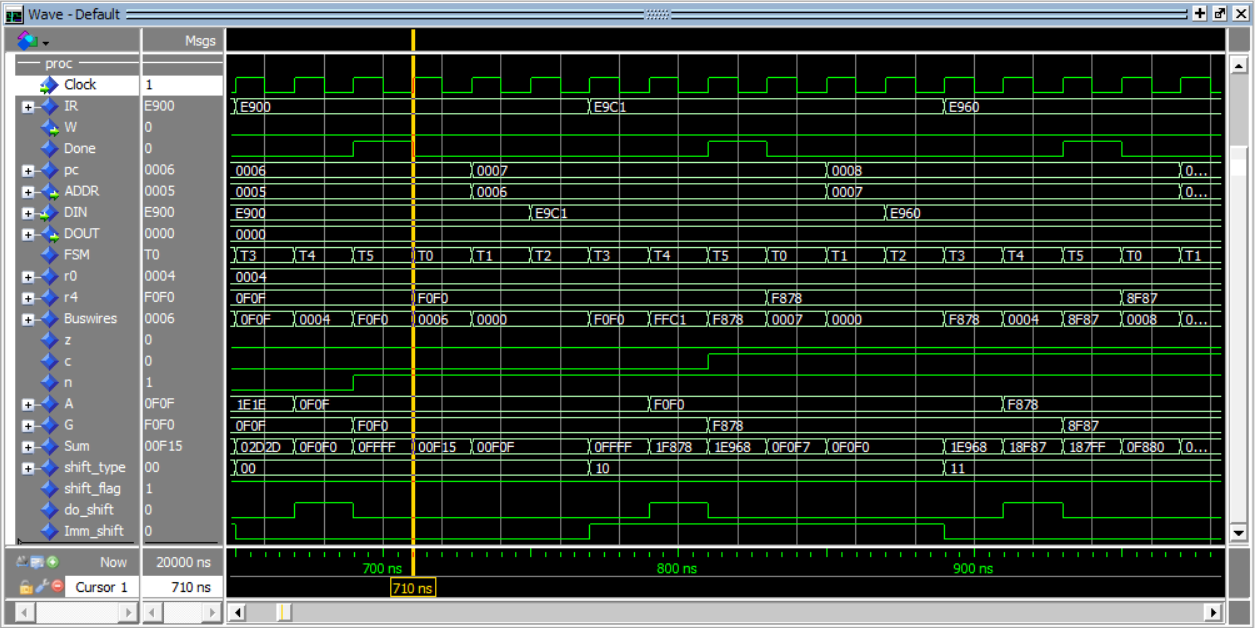 Wave - Default
Msgs
proc
Clock 1
IR E900 E900 E9C1 E960
W 0
Done 0
pc 0006 0006 0007 0008 0...
ADDR 0005 0005 0006 0007 0...
DIN E900 E900 E9C1 E960
DOUT 0000 0000
FSM T0 T3 T4 T5 T0 T1 T2 T3 T4 T5 T0 T1 T2 T3 T4 T5 T0 T1
r0 0004 0004
r4 F0F0 0F0F F0F0 F878 8F87
Buswires 0006 0F0F 0004 F0F0 0006 0000 F0F0 FFC1 F878 0007 0000 F878 0004 8F87 0008 0...
z 0
c 0
n 1
A 0F0F 1E1E 0F0F F0F0 F878
G F0F0 0F0F F0F0 F878 8F87
Sum 00F15 02D2D 0F0F0 0FFFF 00F15 00F0F 0FFFF 1F878 1E968 0F0F7 0F0F0 1E968 18F87 187FF 0F880 0...
shift_type 00 00 10 11
shift_flag 1
do_shift 0
Imm_shift 0
Now 20000 ns 700 ns 800 ns 900 ns
Cursor 1 710 ns 710 ns